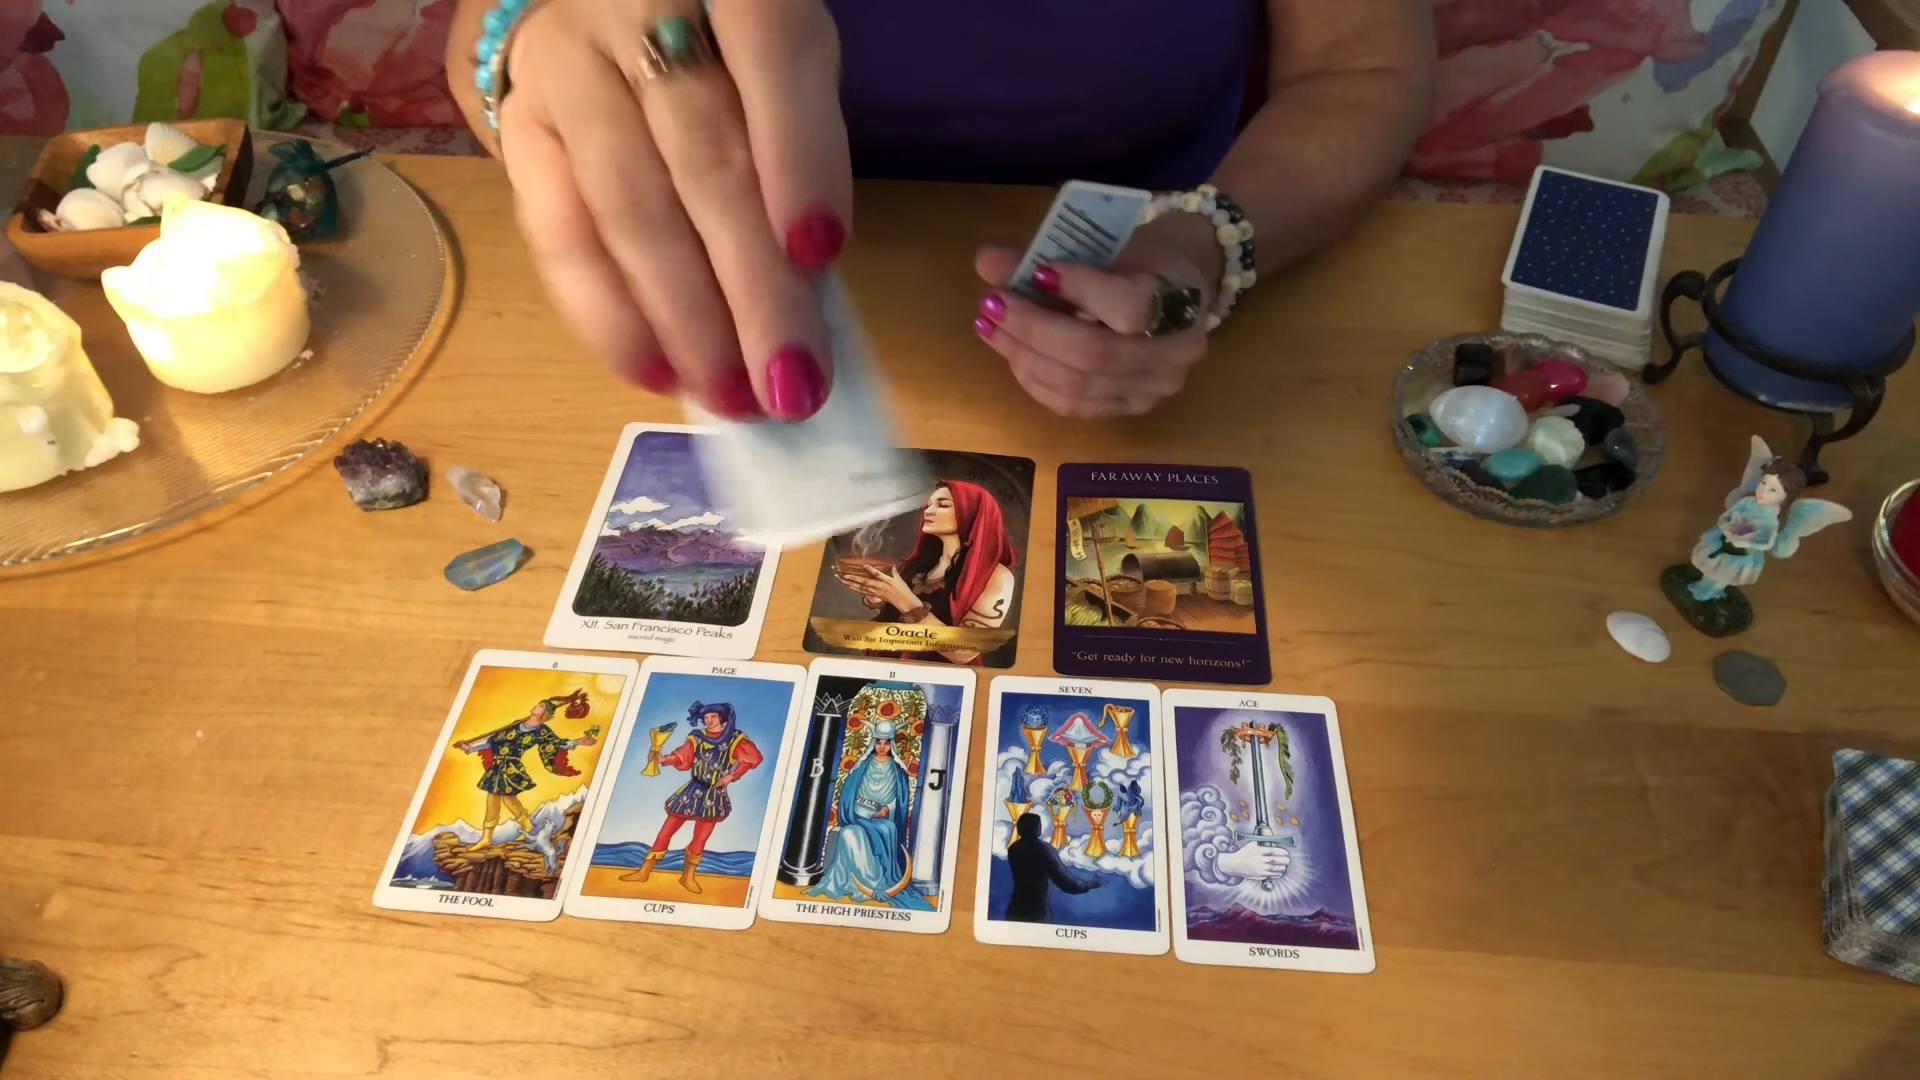 FARAWAY PLACES
XII. San Francisco Peaks
sacred magic
Oracle
Wait for Important Information
"Get ready for new horizons!"
0
THE FOOL
PAGE
CUPS
II
B J
THE HIGH PRIESTESS
SEVEN
CUPS
ACE
SWORDS